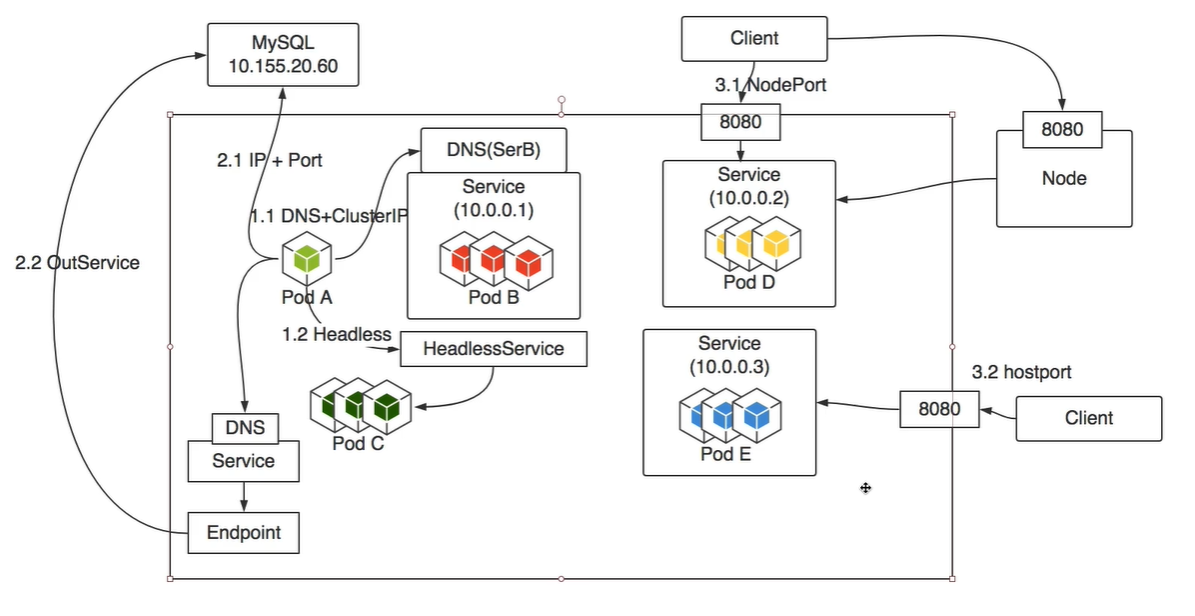 MySQL
10.155.20.60
Client
3.1 NodePort
8080
8080
Node
2.1 IP + Port
DNS(SerB)
Service
(10.0.0.1)
Pod B
Service
(10.0.0.2)
Pod D
1.1 DNS+ClusterIP
2.2 OutService
Pod A
1.2 Headless
HeadlessService
Pod C
Service
(10.0.0.3)
Pod E
3.2 hostport
8080
Client
DNS
Service
Endpoint